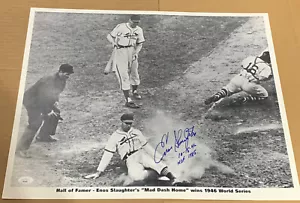 Enos Slaughter
Hall of Famer - Enos Slaughter's "Mad Dash Home" wins 1946 World Series